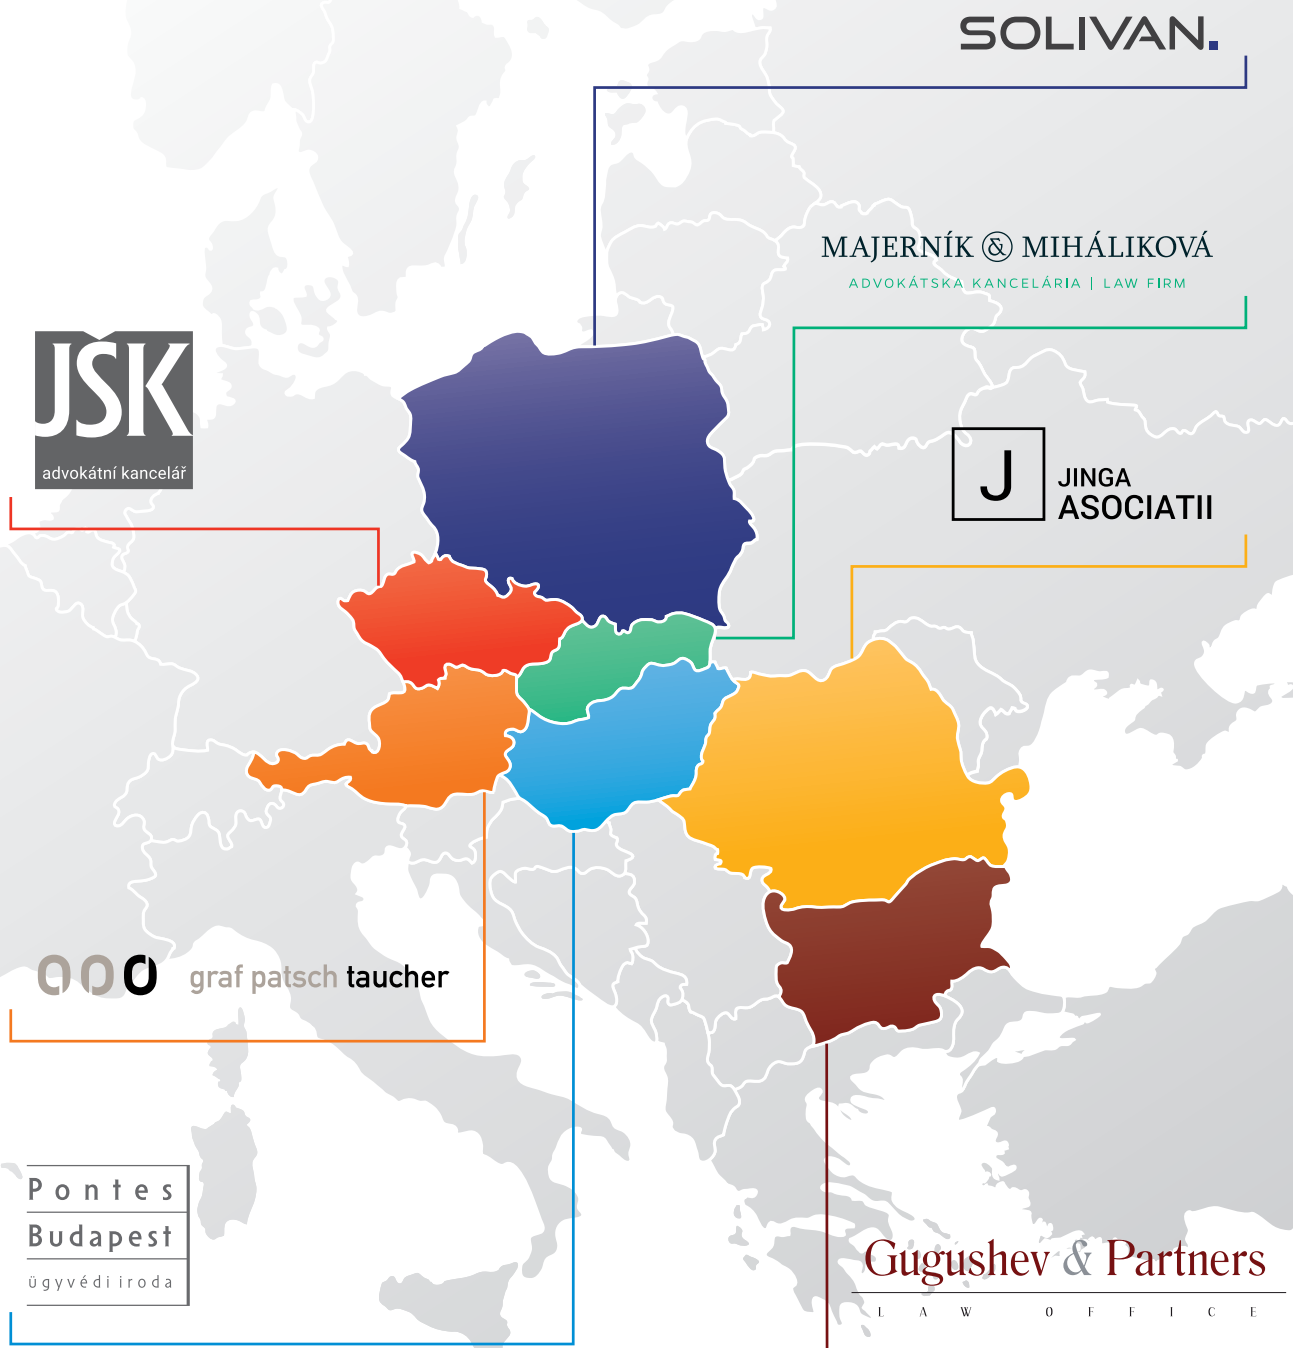 SOLIVAN.
MAJERNÍK & MIHÁLIKOVÁ
ADVOKÁTSKA KANCELÁRIA | LAW FIRM
JŠK
advokátní kancelář
J
JINGA
ASOCIATII
graf patsch taucher
Pontes
Budapest
ügyvédi iroda
Gugushev & Partners
LAW OFFICE